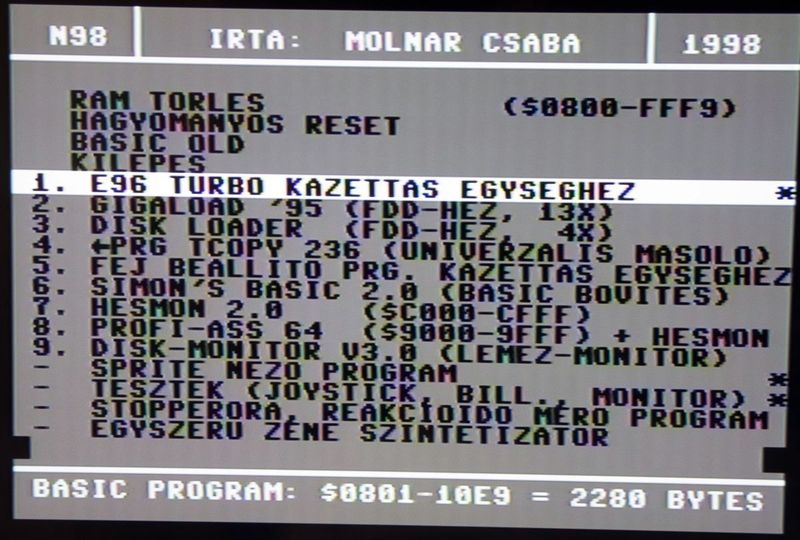 N98 IRTA: MOLNAR CSABA 1998
RAM TORLES ($0800-FFF9)
HAGYOMANYOS RESET
BASIC OLD
KILEPES
1. E96 TURBO KAZETTAS EGYSEGHEZ *
2. GIGALOAD '95 (FDD-HEZ, 13X)
3. DISK LOADER (FDD-HEZ, 4X)
4. ←PRG TCOPY 236 (UNIVERZALIS MASOLO)
5. FEJ BEALLITO PRG. KAZETTAS EGYSEGHEZ
6. SIMON'S BASIC 2.0 (BASIC BOVITES)
7. HESMON 2.0 ($C000-CFFF)
8. PROFI-ASS 64 ($9000-9FFF) + HESMON
9. DISK-MONITOR V3.0 (LEMEZ-MONITOR)
- SPRITE NEZO PROGRAM *
- TESZTEK (JOYSTICK, BILL., MONITOR) *
- STOPPERORA, REAKCIOIDO MERO PROGRAM
- EGYSZERU ZENE SZINTETIZATOR
BASIC PROGRAM: $0801-10E9 = 2280 BYTES